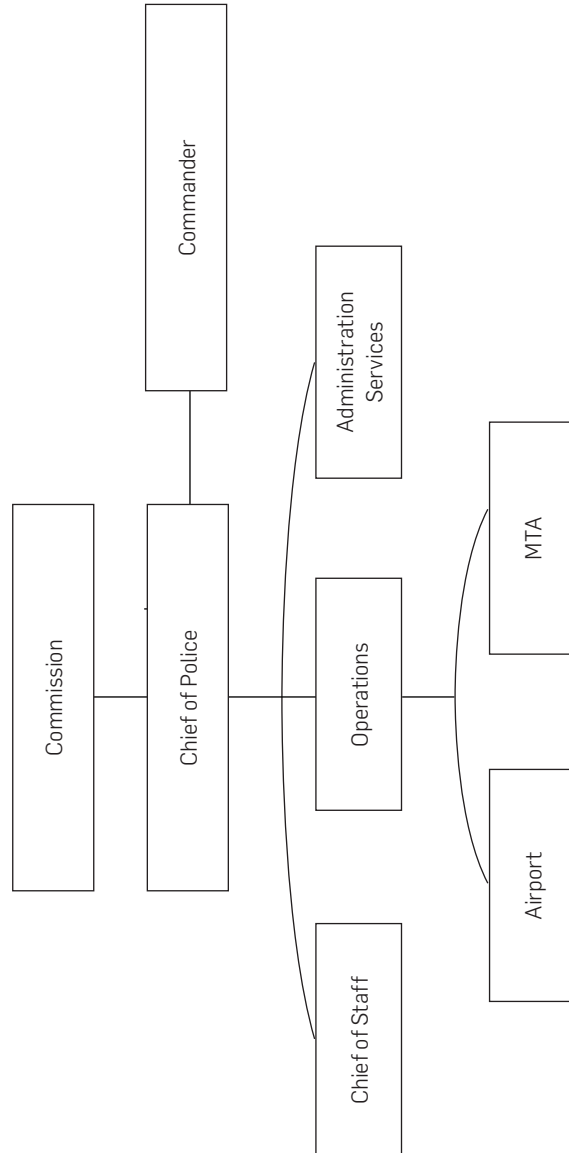 Commission
Chief of Police
Commander
Chief of Staff
Operations
Administration
Services
Airport
MTA